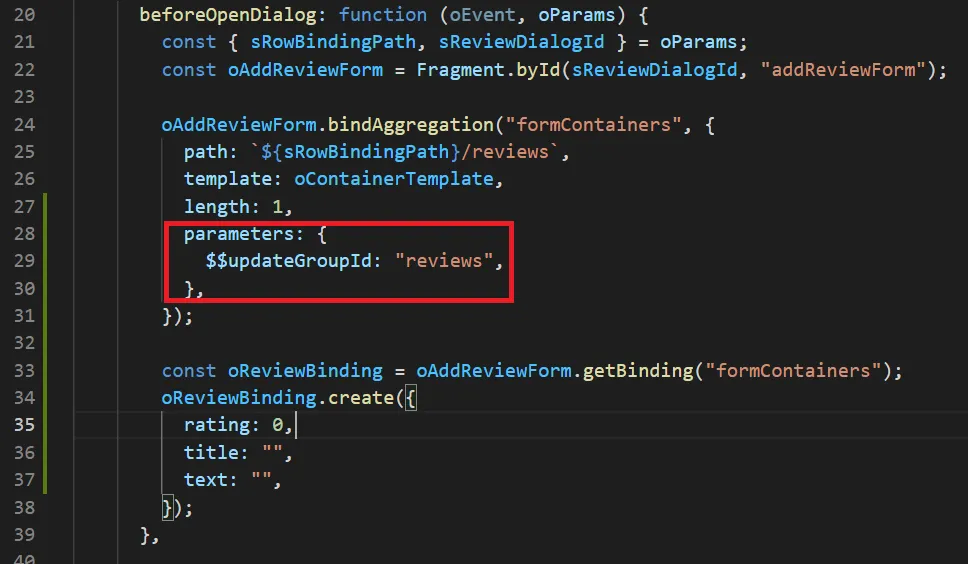 20 beforeOpenDialog: function (oEvent, oParams) {
21 const { sRowBindingPath, sReviewDialogId } = oParams;
22 const oAddReviewForm = Fragment.byId(sReviewDialogId, "addReviewForm");
23
24 oAddReviewForm.bindAggregation("formContainers", {
25 path: `${sRowBindingPath}/reviews`,
26 template: oContainerTemplate,
27 length: 1,
28 parameters: {
29 $$updateGroupId: "reviews",
30 },
31 });
32
33 const oReviewBinding = oAddReviewForm.getBinding("formContainers");
34 oReviewBinding.create({
35 rating: 0,
36 title: "",
37 text: "",
38 });
39 },
40